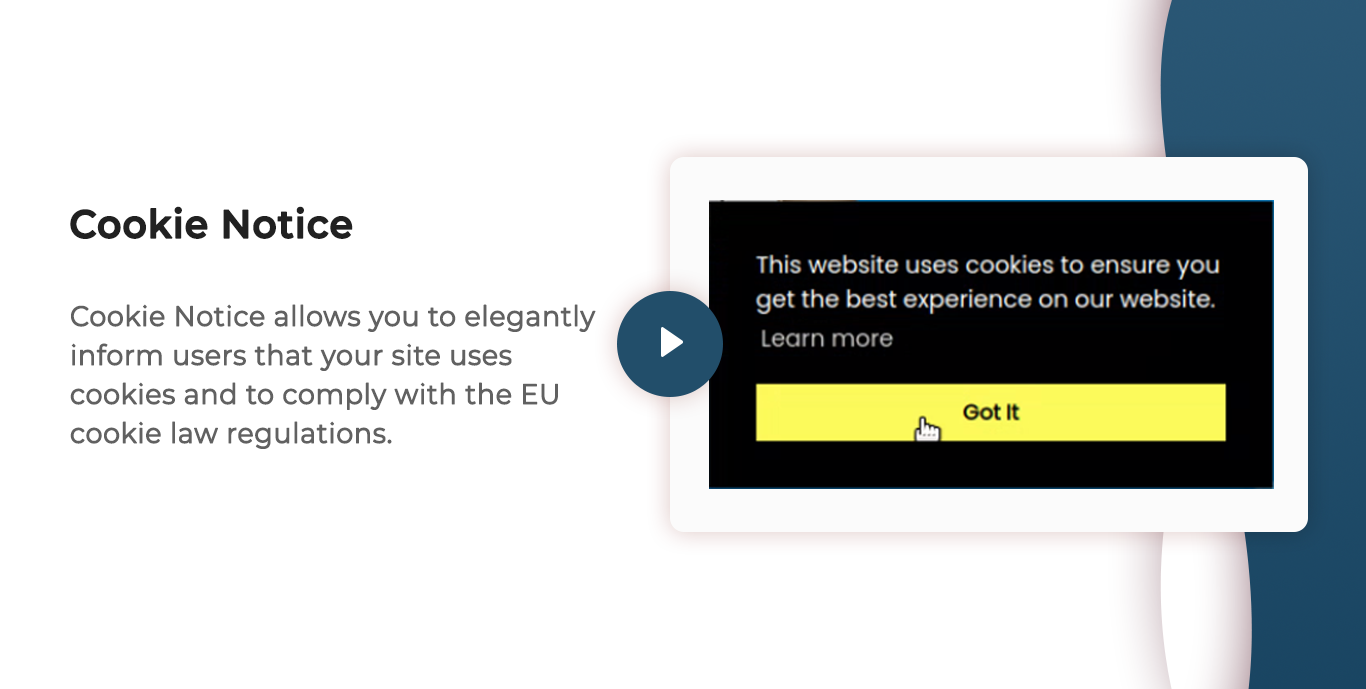 Cookie Notice
Cookie Notice allows you to elegantly
inform users that your site uses
cookies and to comply with the EU
cookie law regulations.
This website uses cookies to ensure you
get the best experience on our website.
Learn more
Got It